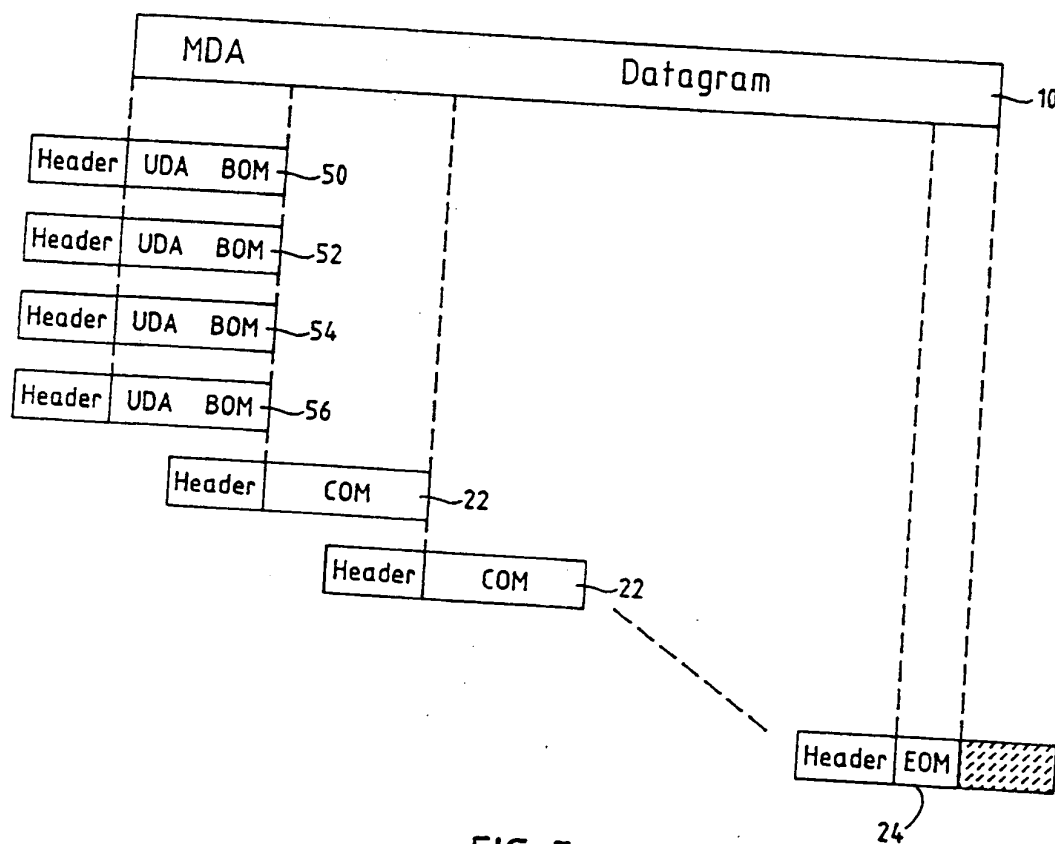 MDA Datagram
10
Header UDA BOM 50
Header UDA BOM 52
Header UDA BOM 54
Header UDA BOM 56
Header COM 22
Header COM 22
Header EOM
24